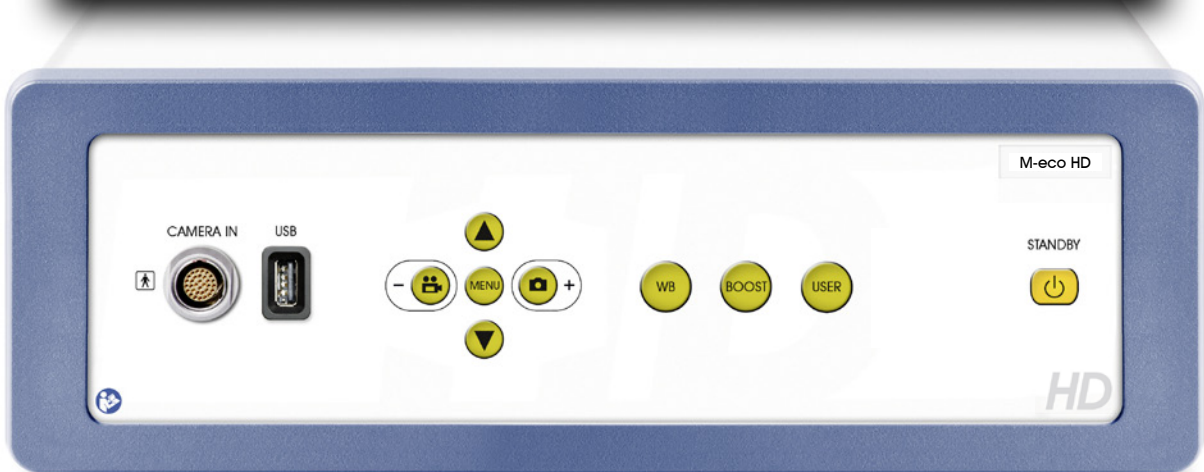 M-eco HD
CAMERA IN
USB
STANDBY
- MENU +
WB
BOOST
USER
HD